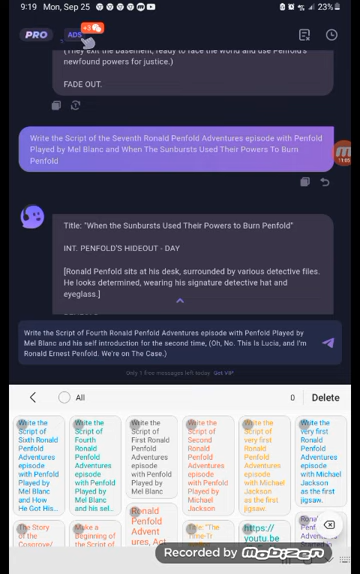 9:19 Mon, Sep 25
23%
PRO
ADS
+3
(They exit the basement, ready to face the world and use Penfold's
newfound powers for justice.)
FADE OUT.
Write the Script of the Seventh Ronald Penfold Adventures episode with Penfold
Played by Mel Blanc and When The Sunbursts Used Their Powers To Burn
Penfold
11:05
Title: "When the Sunbursts Used Their Powers to Burn Penfold"
INT. PENFOLD'S HIDEOUT - DAY
[Ronald Penfold sits at his desk, surrounded by various detective files.
He looks determined, wearing his signature detective hat and
eyeglass.]
Write the Script of Fourth Ronald Penfold Adventures episode with Penfold Played by
Mel Blanc and his self introduction for the second time, (Oh, No. This Is Lucia, and I'm
Ronald Ernest Penfold. We're on The Case.)
Only 1 free messages left today. Got VIP
All
0
Delete
Write the
Script of
Sixth Ronald
Penfold
Adventures
episode
with Penfold
Played by
Mel Blanc
and How
He Got His...
Write the
Script of
Fourth
Ronald
Penfold
Adventures
episode
with Penfold
Played by
Mel Blanc
and his sel...
Write the
Script of
First Ronald
Penfold
Adventures
episode
with Penfold
Played by
Mel Blanc
Write the
Script of
Second
Ronald
Penfold
Adventures
episode
with
Michael
Jackson
Write the
Script of
very first
Ronald
Penfold
Adventures
episode
with Penfold
Played by
Mel Blanc
Write the
very first
Ronald
Penfold
Adventures
episode
with Michael
Jackson
as the first
jigsaw.
The Story
of the
Cosgrove/
Make a
Beginning of
the Script of
Ronald
Penfold
Advent
ures, Act
Title: "The
Time-Tr
https://
youtu.be
Ronald
Penfold
Recorded by
Mobizen